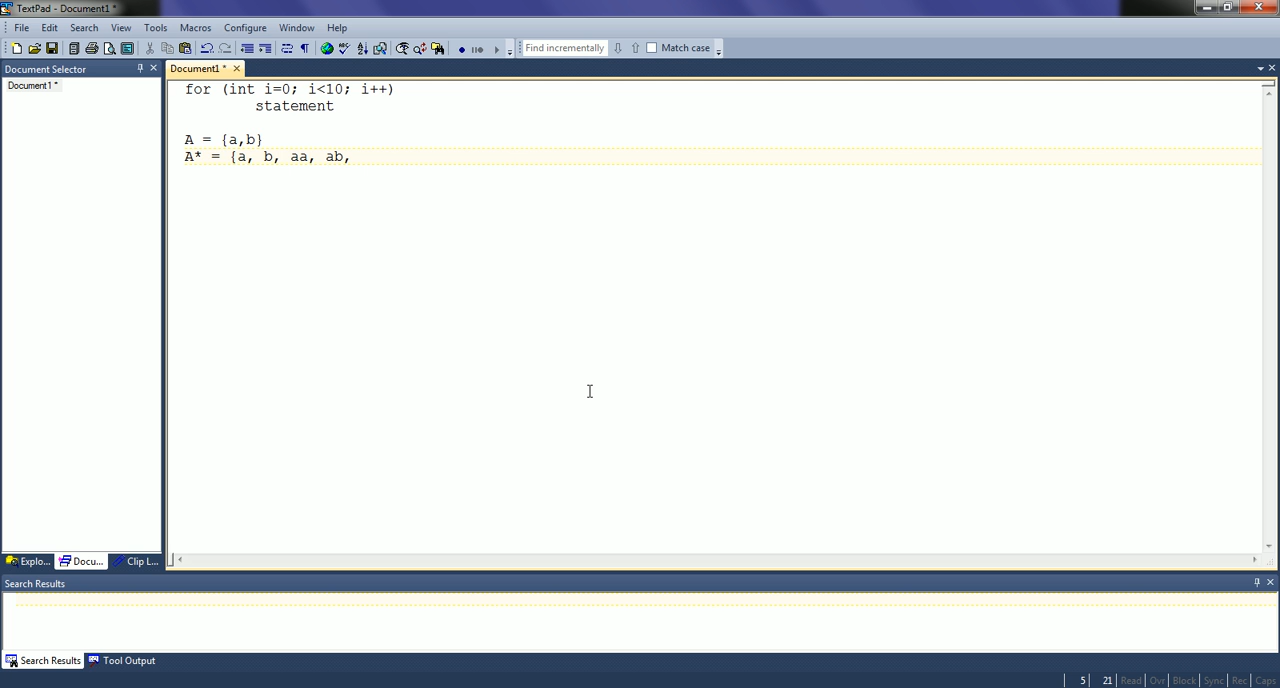 TextPad - Document1 *
File Edit Search View Tools Macros Configure Window Help
Find incrementally Match case
Document Selector
Document1 *
Document1 *
for (int i=0; i<10; i++)
statement
A = {a,b}
A* = {a, b, aa, ab,
Explo... Docu... Clip L...
Search Results
Search Results Tool Output
5 21 Read Ovr Block Sync Rec Caps